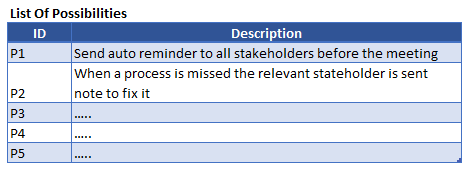 List Of Possibilities
ID Description
P1 Send auto reminder to all stakeholders before the meeting
When a process is missed the relevant stateholder is sent
P2 note to fix it
P3 .....
P4 .....
P5 .....